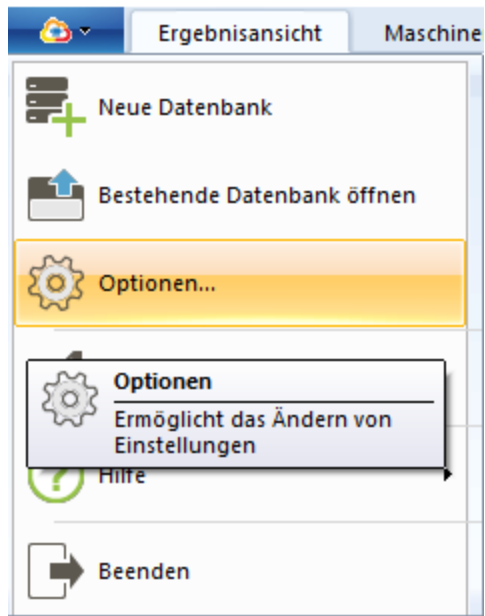 Ergebnisansicht Maschine
Neue Datenbank
Bestehende Datenbank öffnen
Optionen...
Optionen
Ermöglicht das Ändern von
Einstellungen
Hilfe
Beenden